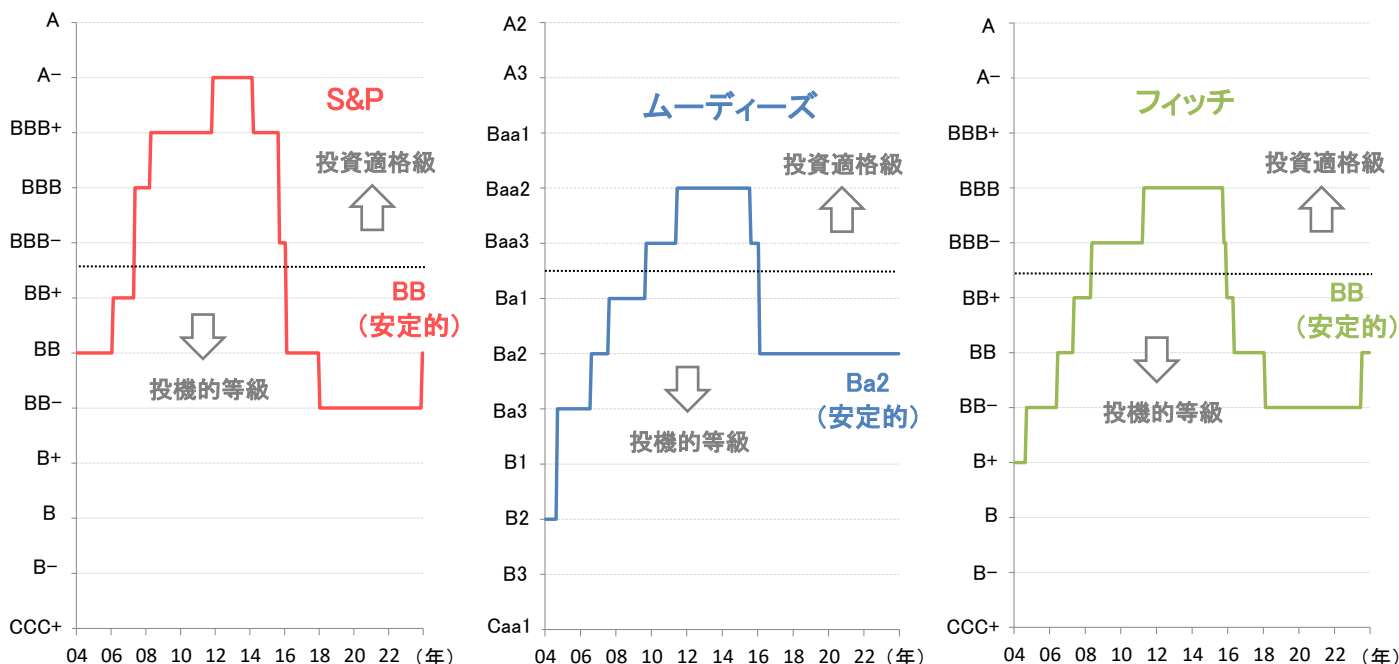 A
A−
BBB+
BBB
BBB−
BB+
BB
BB−
B+
B
B−
CCC+
S&P
投資適格級
BB
（安定的）
投機的等級
04 06 08 10 12 14 16 18 20 22 （年）
A2
A3
Baa1
Baa2
Baa3
Ba1
Ba2
Ba3
B1
B2
B3
Caa1
ムーディーズ
投資適格級
Ba2
（安定的）
投機的等級
04 06 08 10 12 14 16 18 20 22 （年）
A
A-
BBB+
BBB
BBB-
BB+
BB
BB-
B+
B
B-
CCC+
フィッチ
投資適格級
BB
（安定的）
投機的等級
04 06 08 10 12 14 16 18 20 22 （年）